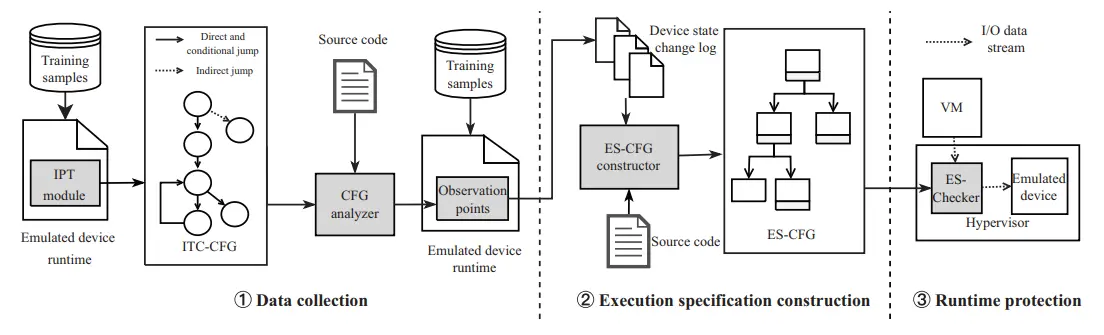 Training
samples
IPT
module
Emulated device
runtime
Direct and
conditional jump
Indirect jump
ITC-CFG
Source code
CFG
analyzer
Training
samples
Observation
points
Emulated device
runtime
① Data collection
Device state
change log
ES-CFG
constructor
Source code
ES-CFG
② Execution specification construction
I/O data
stream
VM
ES-
Checker
Emulated
device
Hypervisor
③ Runtime protection